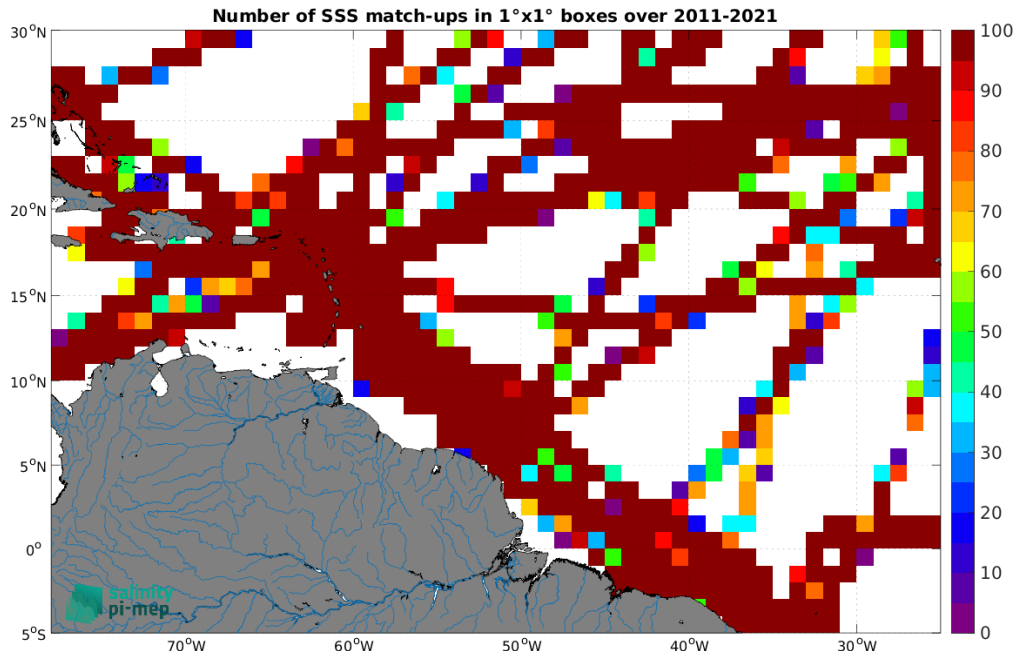 Number of SSS match-ups in 1°x1° boxes over 2011-2021
30°N
25°N
20°N
15°N
10°N
5°N
0°
5°S
70°W
60°W
50°W
40°W
30°W
100
90
80
70
60
50
40
30
20
10
0
salinity
pi-mep